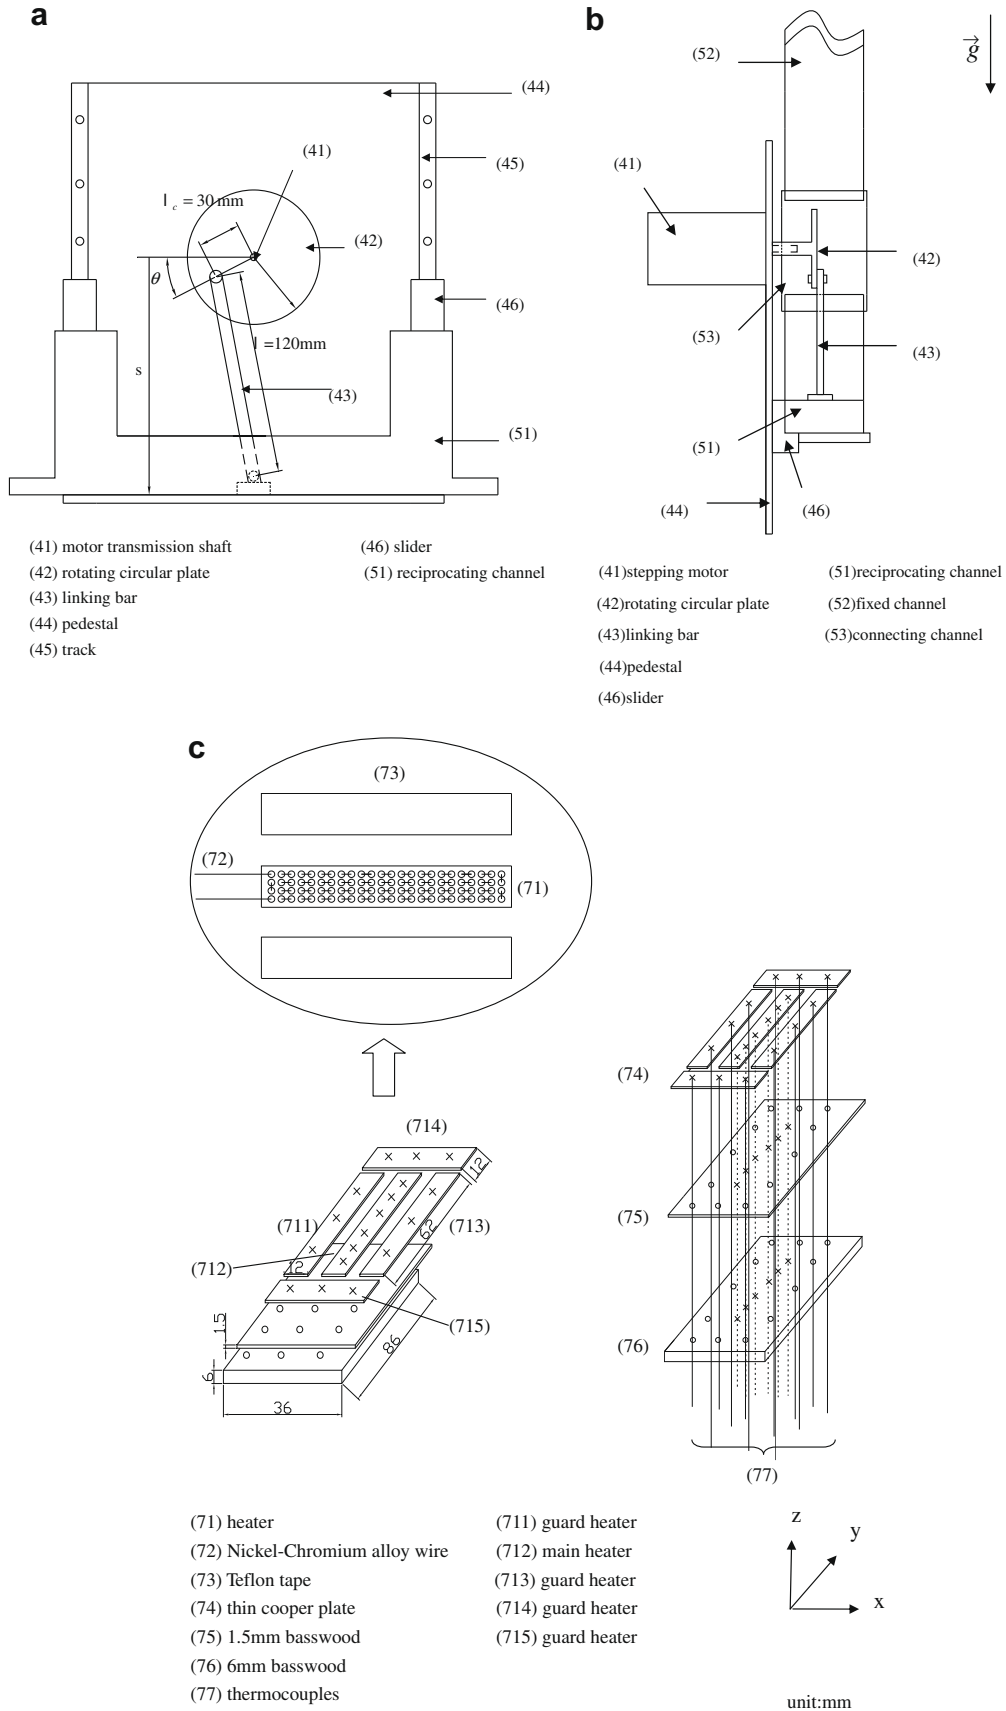 a
(44)
(41)
(45)
l c = 30 mm
(42)
θ
(46)
l =120mm
s
(43)
(51)
(41) motor transmission shaft
(42) rotating circular plate
(43) linking bar
(44) pedestal
(45) track
(46) slider
(51) reciprocating channel
b
g
(52)
(41)
(42)
(53)
(43)
(51)
(44)
(46)
(41)stepping motor
(42)rotating circular plate
(43)linking bar
(44)pedestal
(46)slider
(51)reciprocating channel
(52)fixed channel
(53)connecting channel
c
(73)
(72)
(71)
(714)
12
(711)
62
(713)
(712)
12
(715)
1.5
86
6
36
(74)
(75)
(76)
(77)
(71) heater
(72) Nickel-Chromium alloy wire
(73) Teflon tape
(74) thin cooper plate
(75) 1.5mm basswood
(76) 6mm basswood
(77) thermocouples
(711) guard heater
(712) main heater
(713) guard heater
(714) guard heater
(715) guard heater
z
y
x
unit:mm